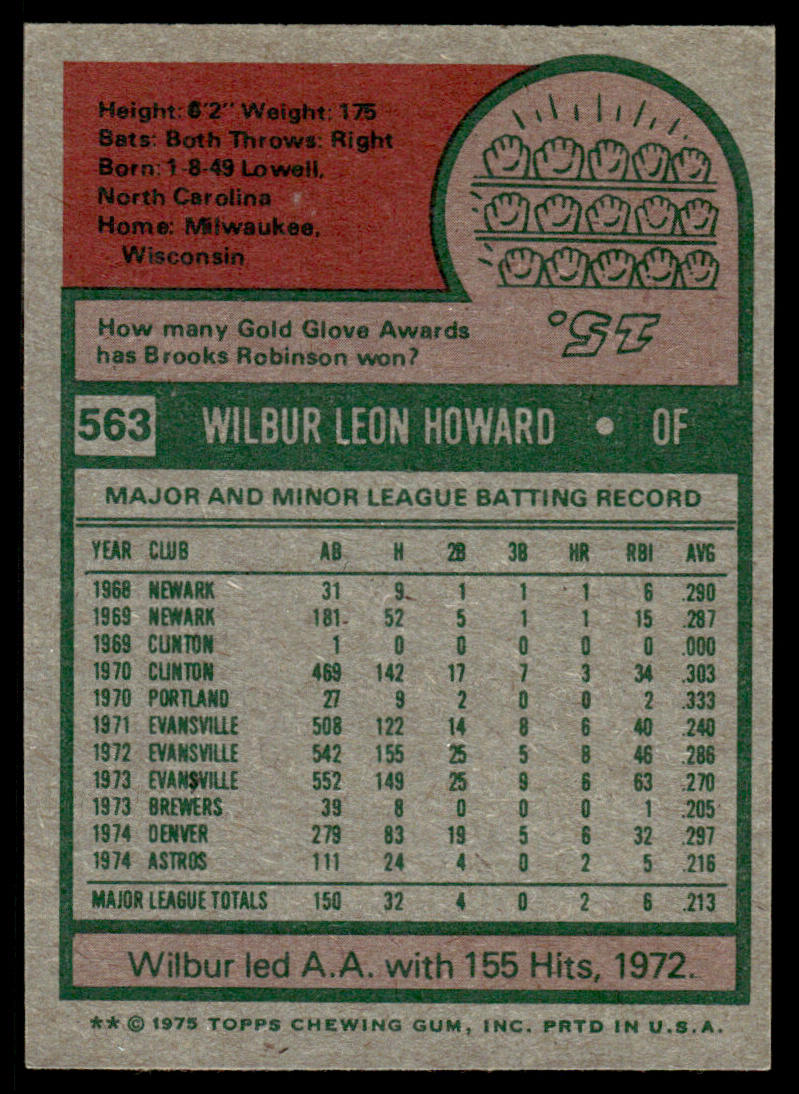 Height: 6'2" Weight: 175
Bats: Both Throws: Right
Born: 1-8-49 Lowell,
North Carolina
Home: Milwaukee,
Wisconsin
How many Gold Glove Awards
has Brooks Robinson won?
15.
563 WILBUR LEON HOWARD • OF
MAJOR AND MINOR LEAGUE BATTING RECORD
YEAR CLUB AB H 2B 3B HR RBI AVG
1968 NEWARK 31 9 1 1 1 6 .290
1969 NEWARK 181 52 5 1 1 15 .287
1969 CLINTON 1 0 0 0 0 0 .000
1970 CLINTON 469 142 17 7 3 34 .303
1970 PORTLAND 27 9 2 0 0 2 .333
1971 EVANSVILLE 508 122 14 8 6 40 .240
1972 EVANSVILLE 542 155 25 5 8 46 .286
1973 EVANSVILLE 552 149 25 9 6 63 .270
1973 BREWERS 39 8 0 0 0 1 .205
1974 DENVER 279 83 19 5 6 32 .297
1974 ASTROS 111 24 4 0 2 5 .216
MAJOR LEAGUE TOTALS 150 32 4 0 2 6 .213
Wilbur led A.A. with 155 Hits, 1972.
** © 1975 TOPPS CHEWING GUM, INC. PRTD IN U.S.A.